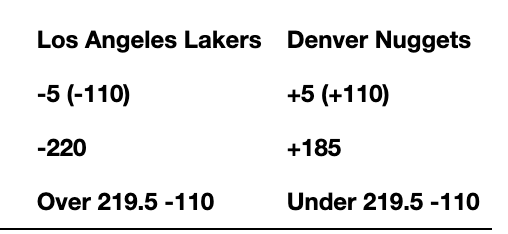 Los Angeles Lakers Denver Nuggets
-5 (-110) +5 (+110)
-220 +185
Over 219.5 -110 Under 219.5 -110